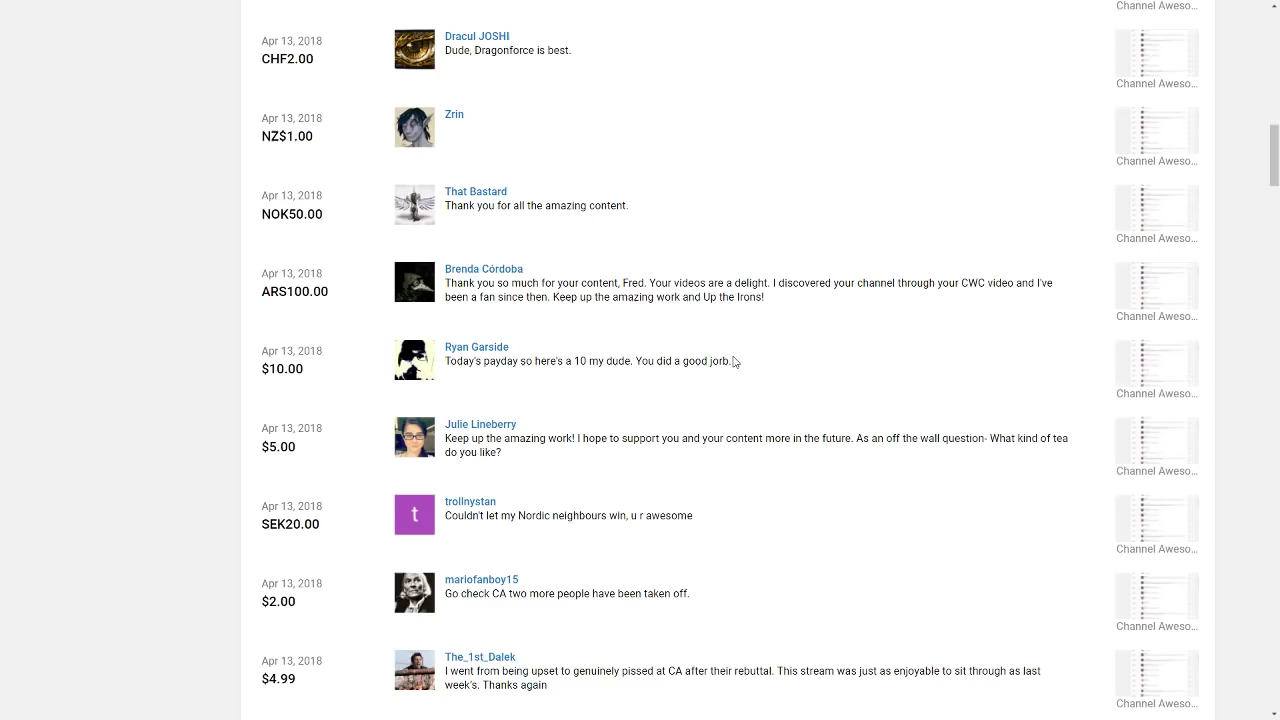 Channel Aweso...
Apr 13, 2018
CHF2.00
Dracul JOSHI
Dude, Dragonforce is best.
Channel Aweso...
Apr 13, 2018
NZ$1.00
Zrin
Channel Aweso...
Apr 13, 2018
NOK50.00
That Bastard
Thank you for all the amazing content.
Channel Aweso...
Apr 13, 2018
ARS100.00
Brenda Córdoba
Thank you so much for your content, Fred. Your videos are a delight. I discovered your channel through your CWC video and I've
been a fan since then. Keep up the amazing work and Up the Irons!
Channel Aweso...
Apr 13, 2018
$10.00
Ryan Garside
Today's payday so here's a 10 my dude. You did a good job.
Channel Aweso...
Apr 13, 2018
$5.00
Julie Lineberry
Keep up the amazing work! I hope to support you and your content more in the future. Also off the wall question- What kind of tea
do you like?
Channel Aweso...
Apr 13, 2018
SEK20.00
trollnystan
t
Couldn't let my Nordic neighbours win; u r awesome
Channel Aweso...
Apr 13, 2018
$2.00
mariofanboy15
Re-check CA two more people have been taken off.
Channel Aweso...
Apr 13, 2018
$4.99
The_1st_Dalek
I went from being upset to genuinely pissed at CA after their rebuttal. This stream was just as enjoyable to sit through as last
week's. Thanks dragon dad.
Channel Aweso...